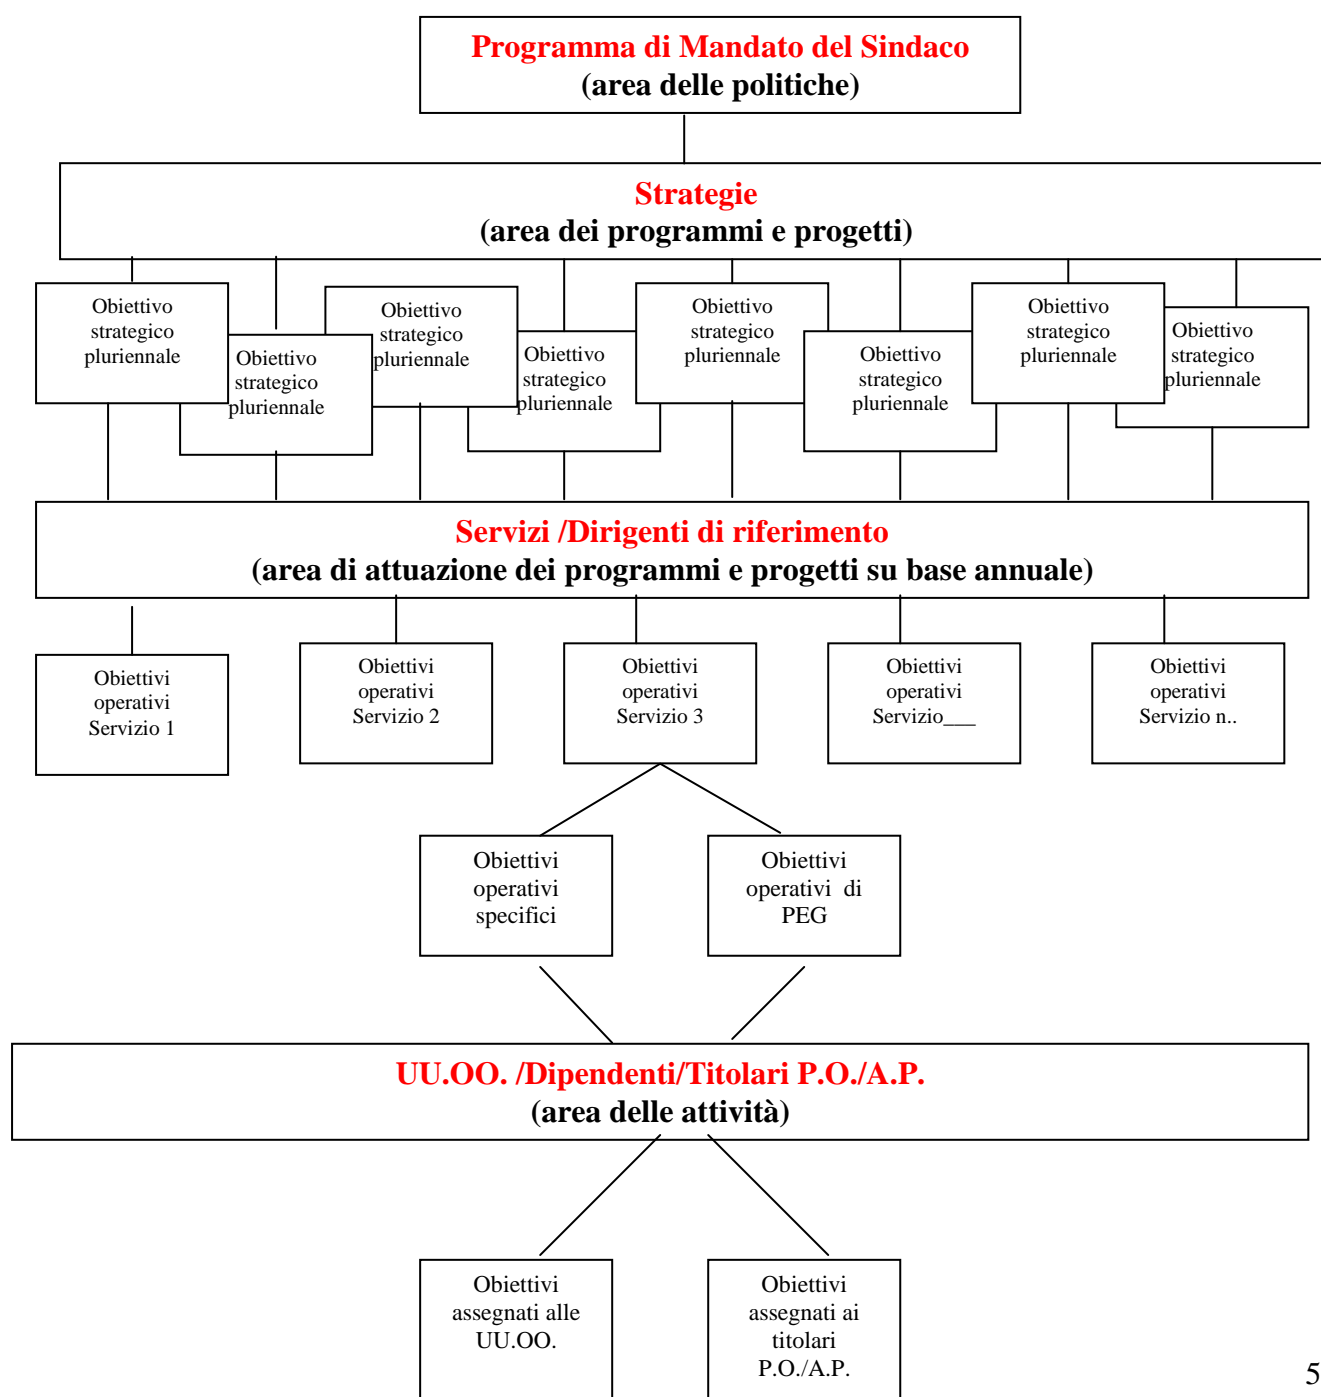 Programma di Mandato del Sindaco
(area delle politiche)
Strategie
(area dei programmi e progetti)
Obiettivo
strategico
pluriennale
Obiettivo
strategico
pluriennale
Obiettivo
strategico
pluriennale
Obiettivo
strategico
pluriennale
Obiettivo
strategico
pluriennale
Obiettivo
strategico
pluriennale
Obiettivo
strategico
pluriennale
Obiettivo
strategico
pluriennale
Servizi /Dirigenti di riferimento
(area di attuazione dei programmi e progetti su base annuale)
Obiettivi
operativi
Servizio 1
Obiettivi
operativi
Servizio 2
Obiettivi
operativi
Servizio 3
Obiettivi
operativi
Servizio___
Obiettivi
operativi
Servizio n..
Obiettivi
operativi
specifici
Obiettivi
operativi di
PEG
UU.OO. /Dipendenti/Titolari P.O./A.P.
(area delle attività)
Obiettivi
assegnati alle
UU.OO.
Obiettivi
assegnati ai
titolari
P.O./A.P.
5